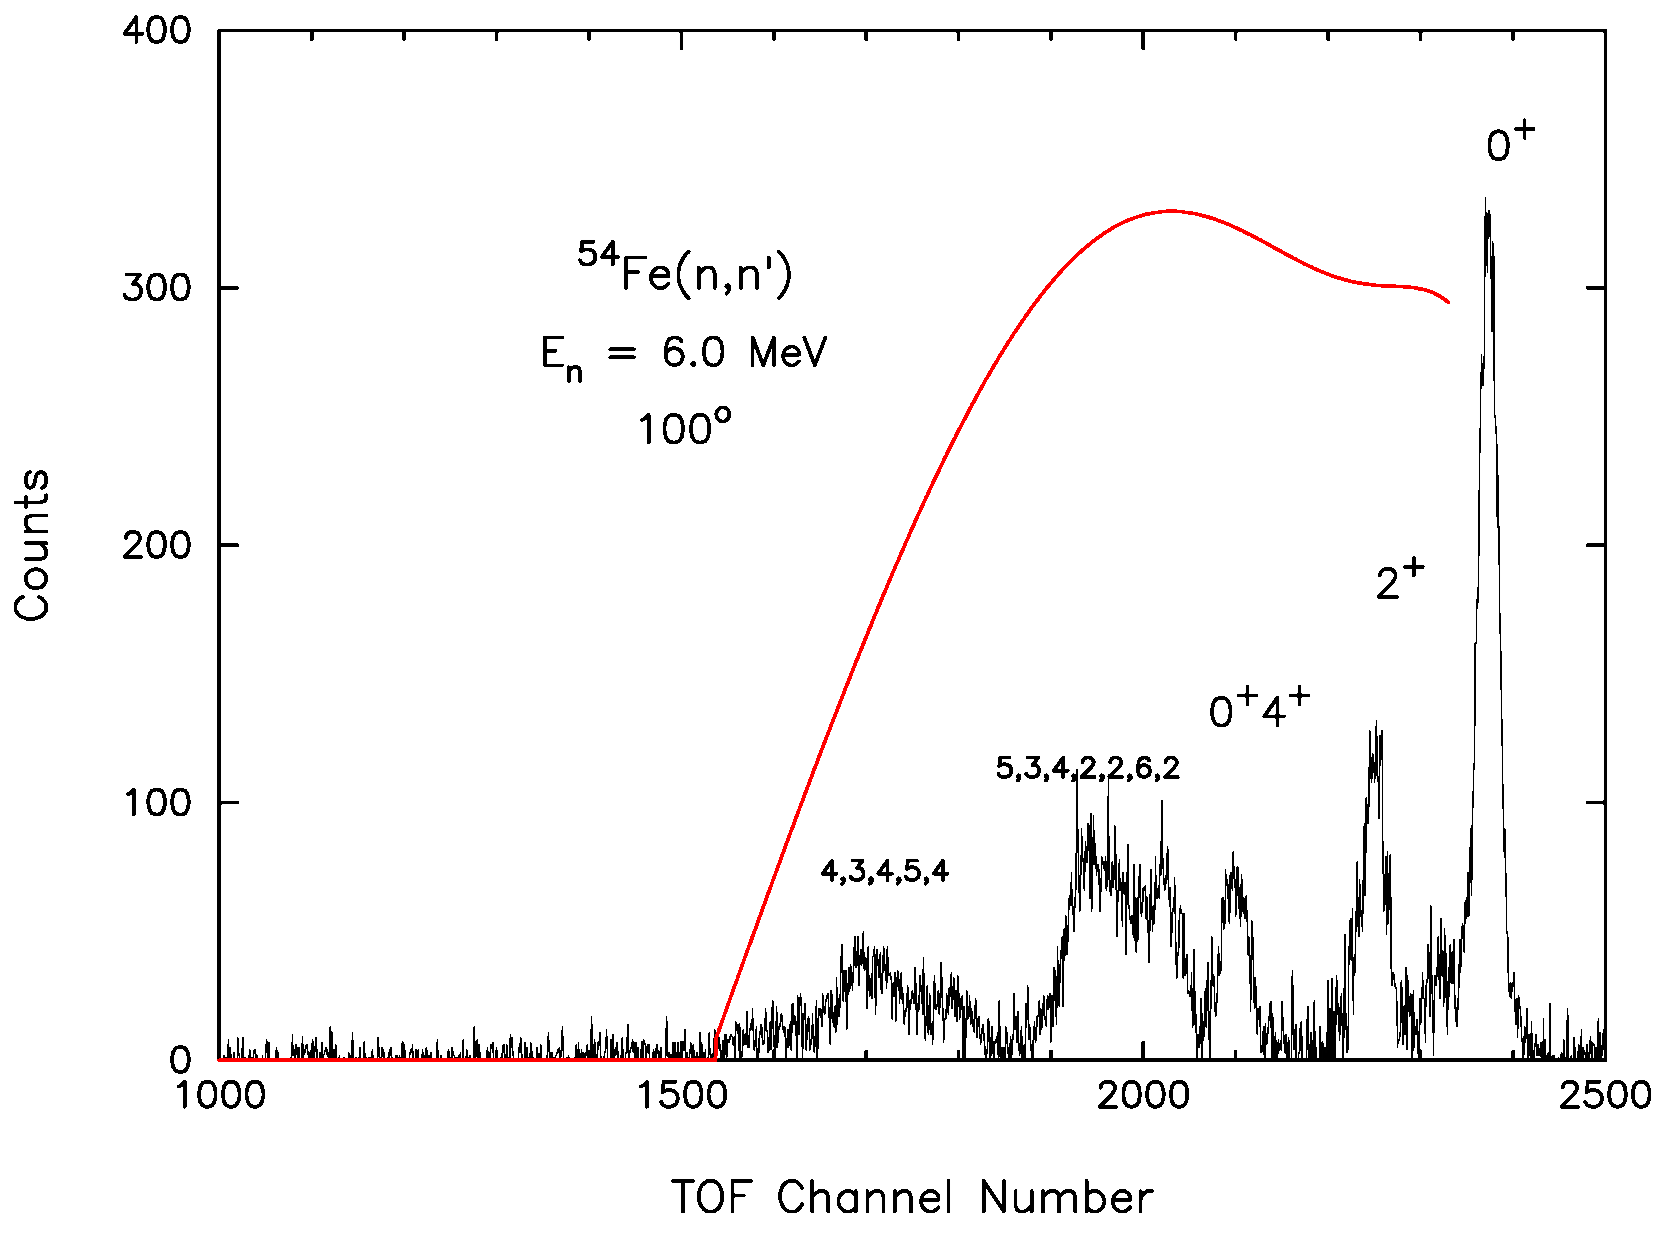 400
300
200
100
0
Counts
⁵⁴Fe(n,n')
Eₙ = 6.0 MeV
100°
0⁺
2⁺
0⁺4⁺
5,3,4,2,2,6,2
4,3,4,5,4
1000 1500 2000 2500
TOF Channel Number